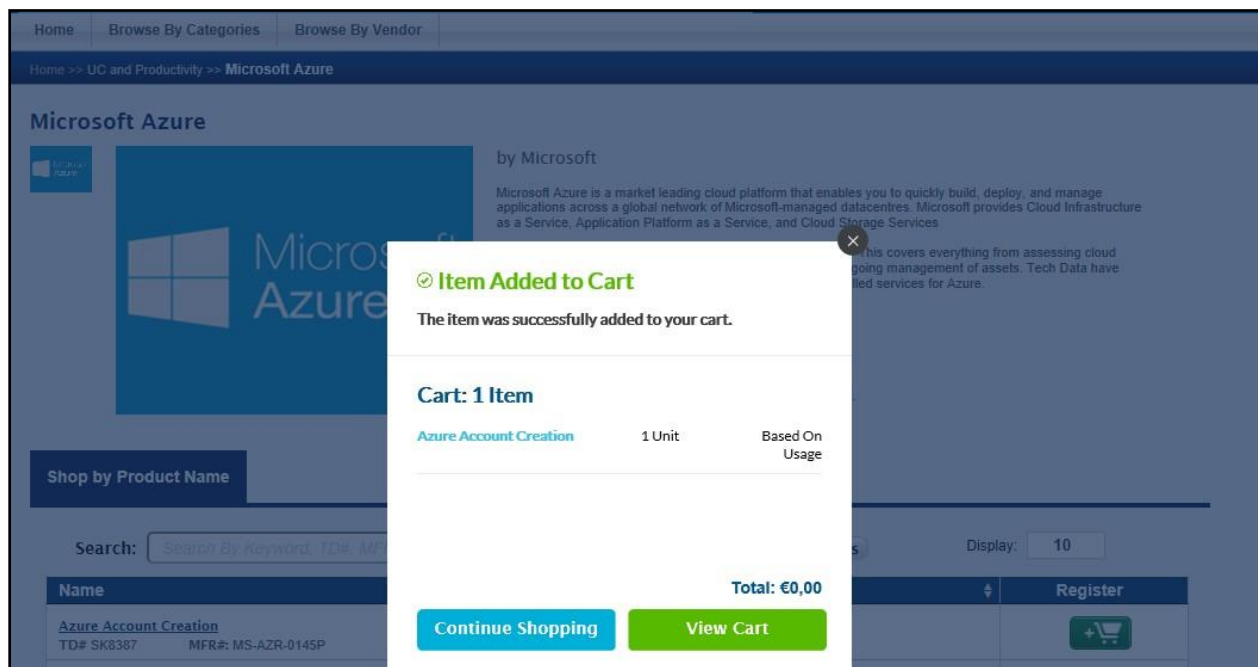 Home Browse By Categories Browse By Vendor
Home >> UC and Productivity >> Microsoft Azure
Microsoft Azure
Microsoft
Azure
by Microsoft
Microsoft Azure is a market leading cloud platform that enables you to quickly build, deploy, and manage
applications across a global network of Microsoft-managed datacentres. Microsoft provides Cloud Infrastructure
as a Service, Application Platform as a Service, and Cloud Storage Services
This covers everything from assessing cloud
going management of assets. Tech Data have
lled services for Azure.
Item Added to Cart
The item was successfully added to your cart.
Cart: 1 Item
Azure Account Creation 1 Unit Based On
Usage
Total: €0,00
Continue Shopping View Cart
Shop by Product Name
Search: Search By Keyword, TD#, MF Display: 10
Name Register
Azure Account Creation
TD# SK8387 MFR#: MS-AZR-0145P